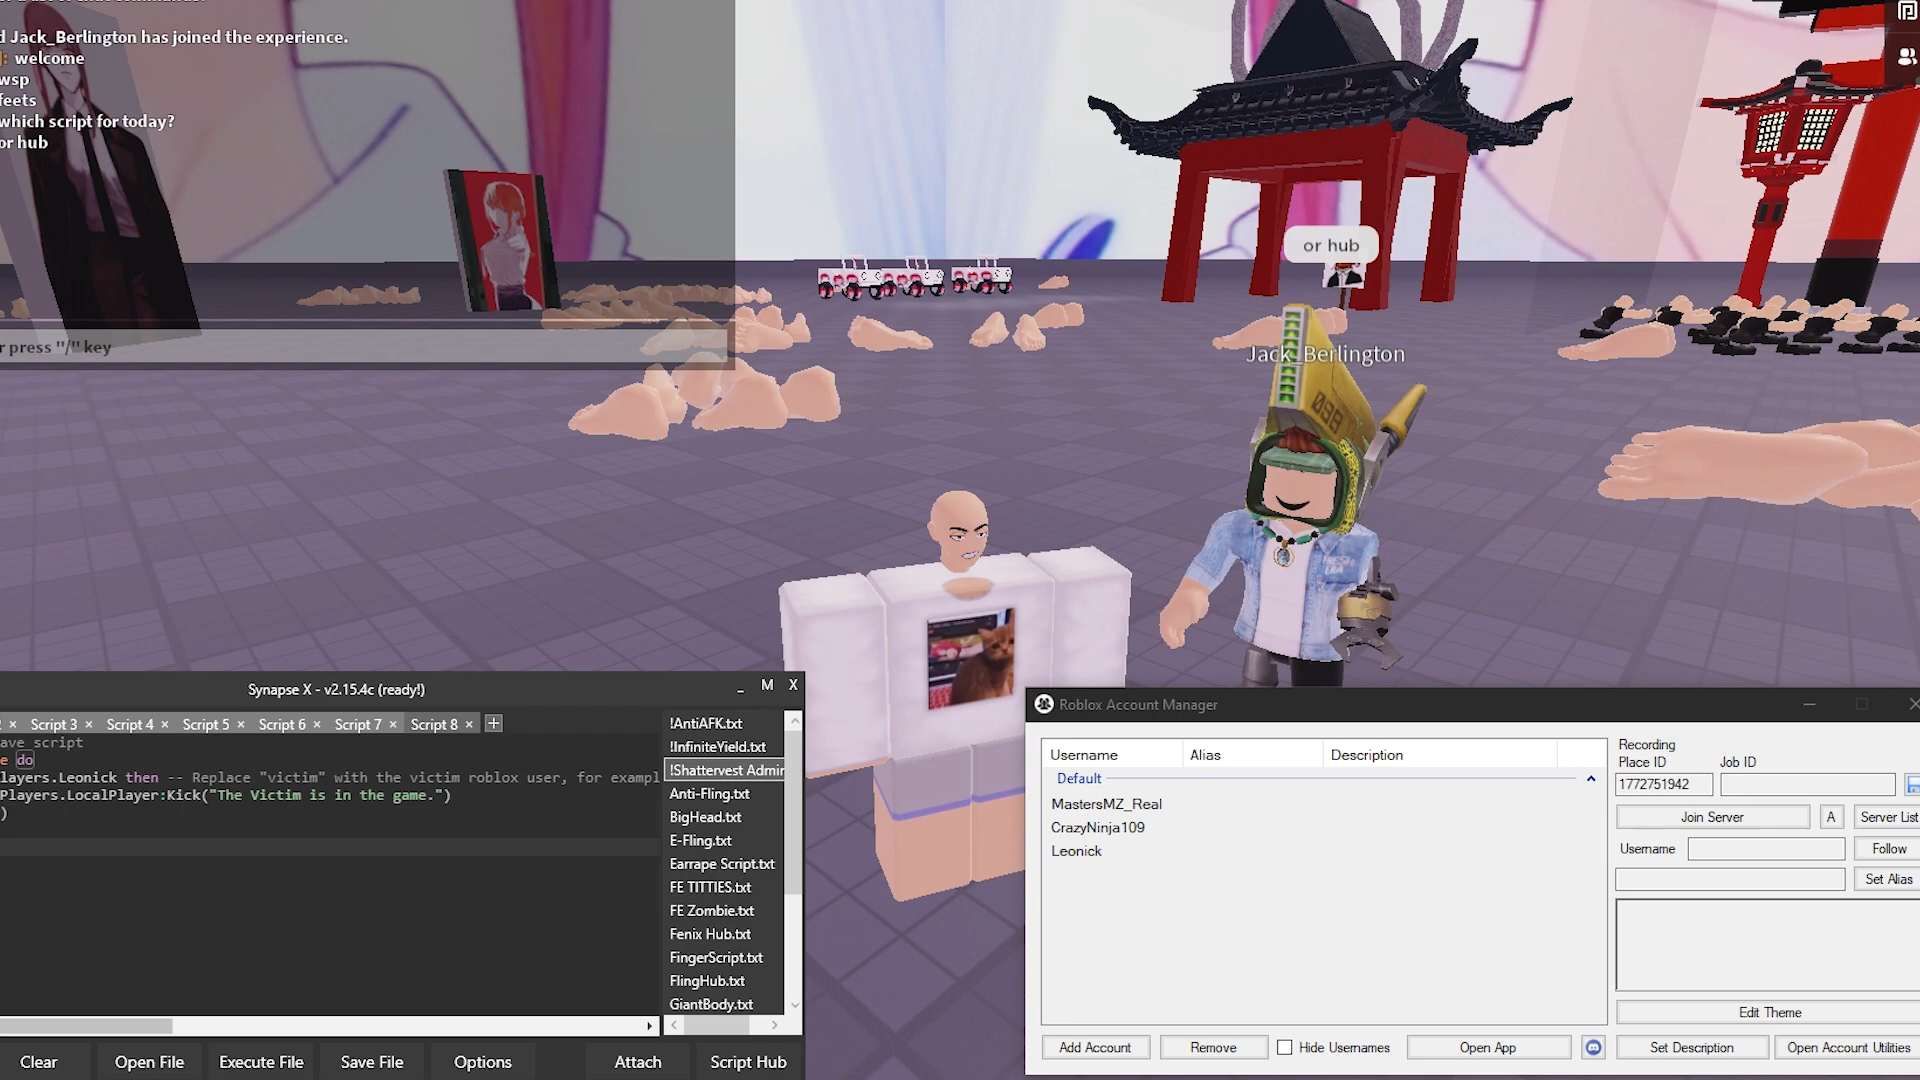 Jack_Berlington has joined the experience.
welcome
wsp
feets
which script for today?
or hub
press "/" key
or hub
Jack_Berlington
098
Synapse X - v2.15.4c (ready!)
_ M X
Script 3 × Script 4 × Script 5 × Script 6 × Script 7 × Script 8 × +
ave script
e do
layers.Leonick then -- Replace "victim" with the victim roblox user, for exampl
Players.LocalPlayer:Kick("The Victim is in the game.")
)
!AntiAFK.txt
!InfiniteYield.txt
!Shattervest Admin
Anti-Fling.txt
BigHead.txt
E-Fling.txt
Earrape Script.txt
FE TITTIES.txt
FE Zombie.txt
Fenix Hub.txt
FingerScript.txt
FlingHub.txt
GiantBody.txt
Clear Open File Execute File Save File Options Attach Script Hub
Roblox Account Manager
Username Alias Description
Default
MastersMZ_Real
CrazyNinja109
Leonick
Recording
Place ID Job ID
1772751942
Join Server A Server List
Username Follow
Set Alias
Edit Theme
Add Account Remove Hide Usernames Open App Set Description Open Account Utilities